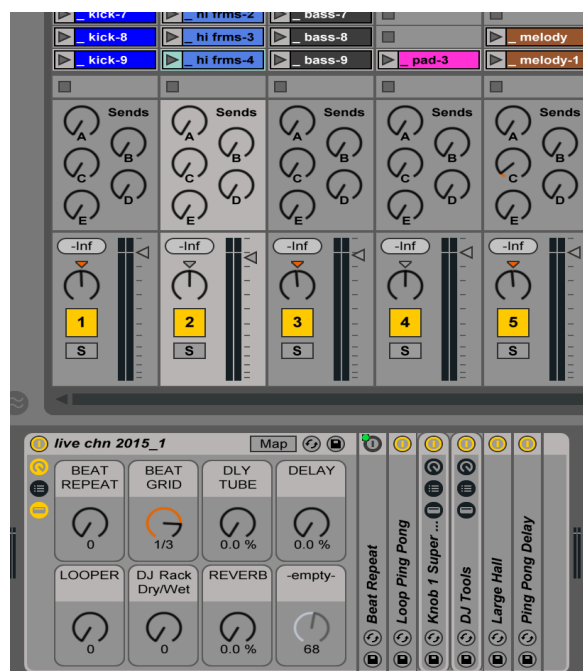 _ kick-7 _ hi frms-2 _ bass-7
_ kick-8 _ hi frms-3 _ bass-8 _ melody
_ kick-9 _ hi frms-4 _ bass-9 _ pad-3 _ melody-1
Sends Sends Sends Sends Sends
A A A A A
B B B B B
C C C C C
D D D D D
E E E E E
-Inf -Inf -Inf -Inf -Inf
1 2 3 4 5
S S S S S
live chn 2015_1 Map
BEAT REPEAT
0
BEAT GRID
1/3
DLY TUBE
0.0 %
DELAY
0.0 %
LOOPER
0
DJ Rack Dry/Wet
0
REVERB
0.0 %
-empty-
68
Beat Repeat
Loop Ping Pong
Knob 1 Super ...
DJ Tools
Large Hall
Ping Pong Delay